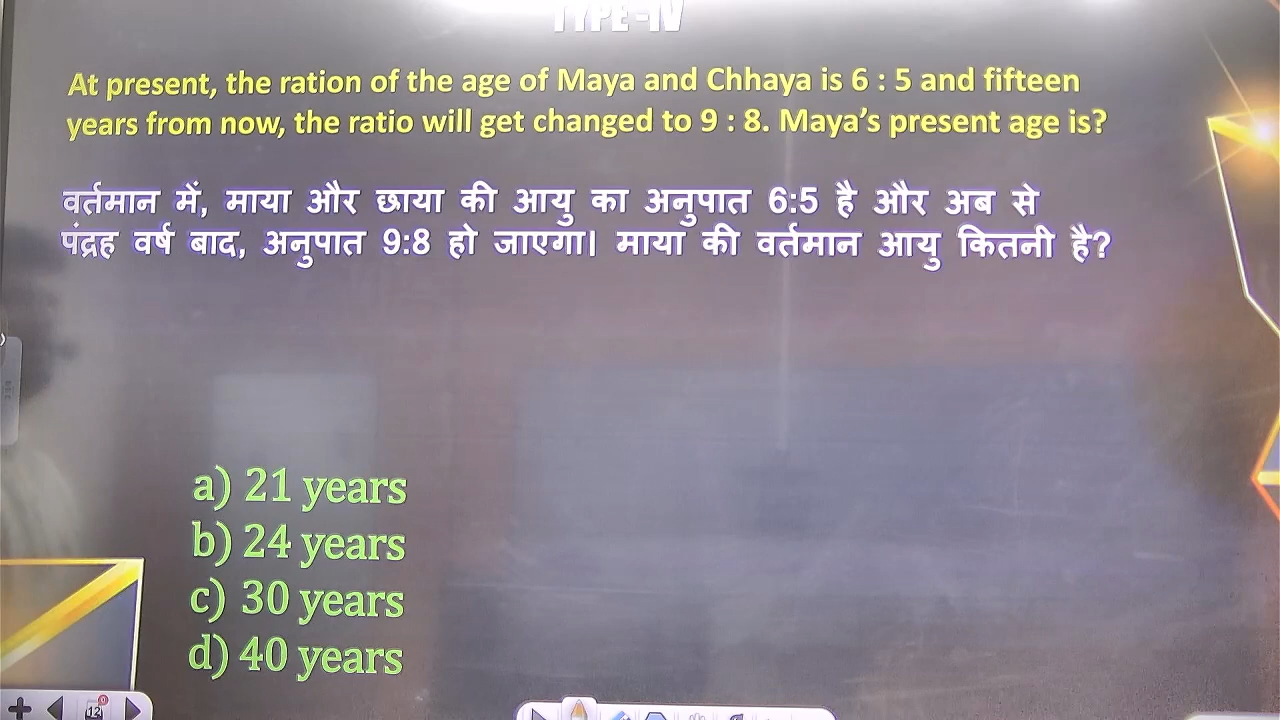 TYPE-IV
At present, the ration of the age of Maya and Chhaya is 6 : 5 and fifteen
years from now, the ratio will get changed to 9 : 8. Maya's present age is?
वर्तमान में, माया और छाया की आयु का अनुपात 6:5 है और अब से
पंद्रह वर्ष बाद, अनुपात 9:8 हो जाएगा। माया की वर्तमान आयु कितनी है?
a) 21 years
b) 24 years
c) 30 years
d) 40 years
12